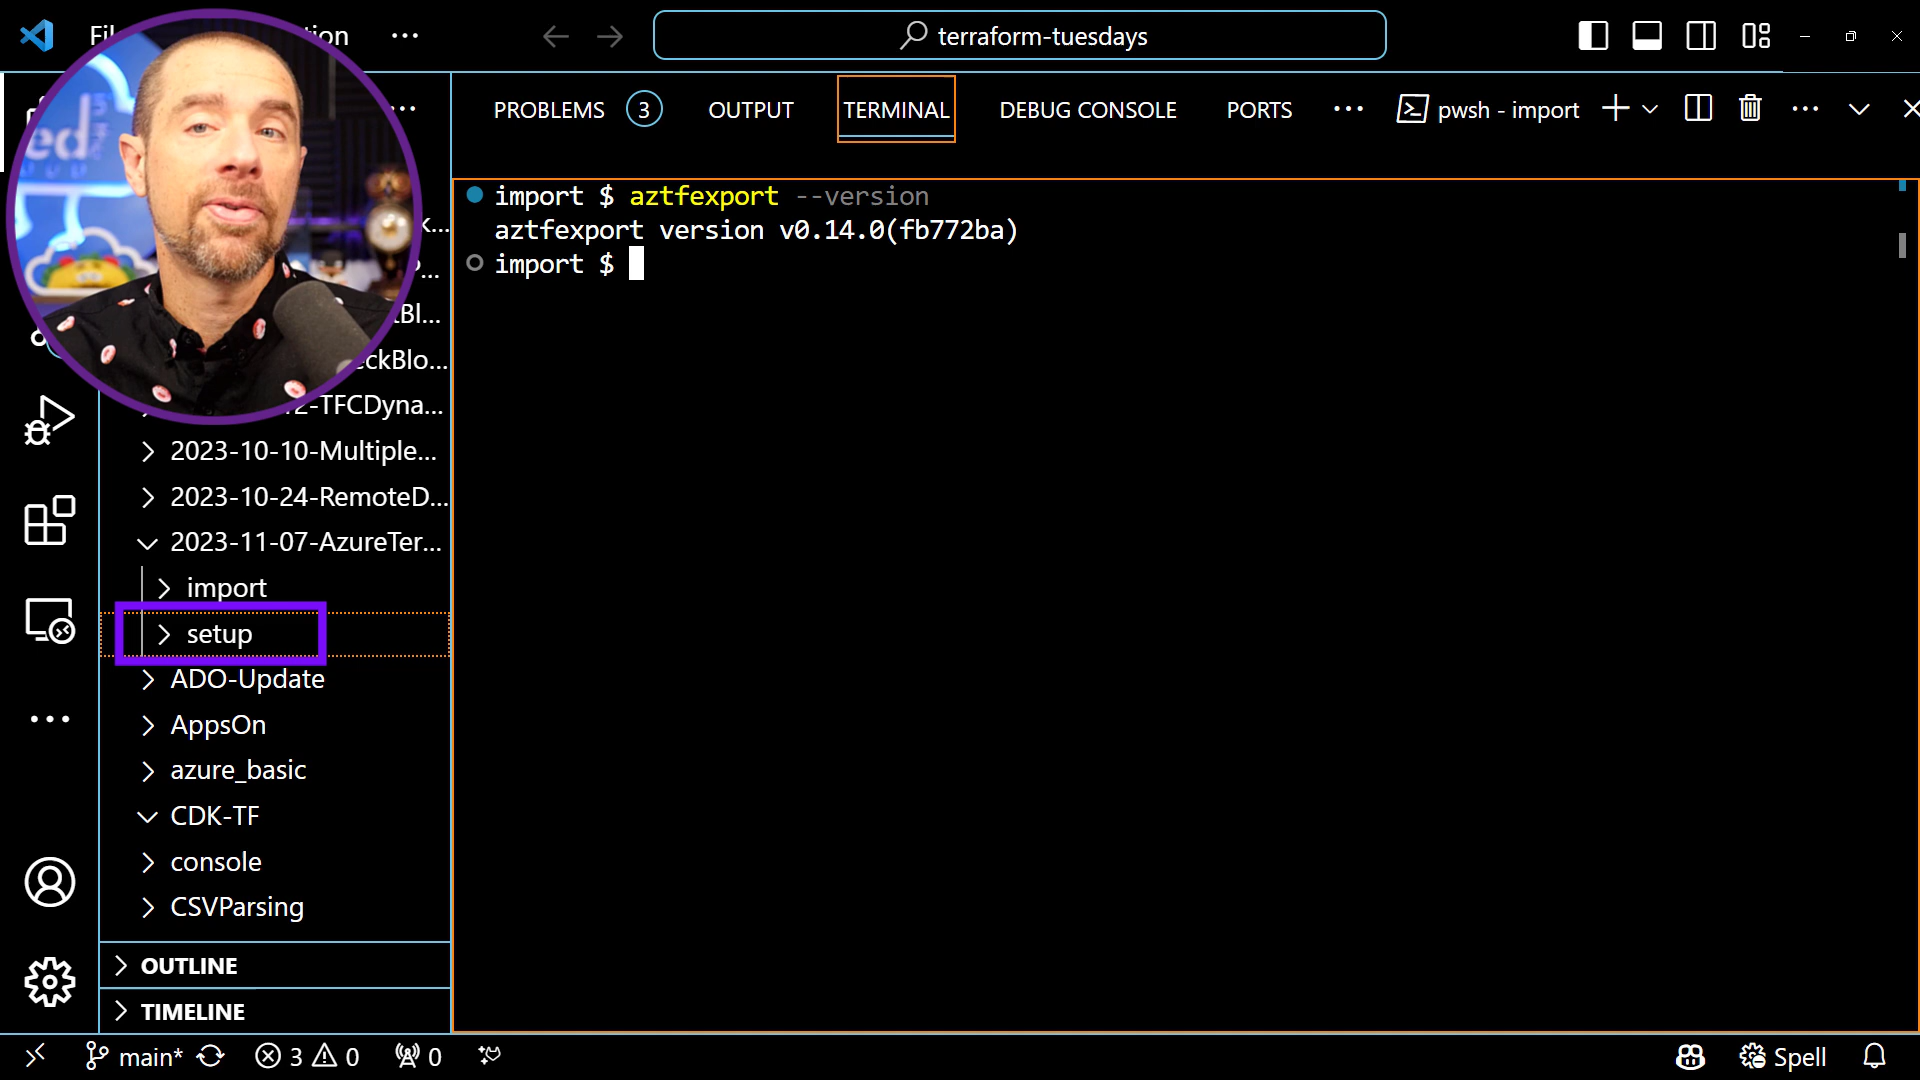 terraform-tuesdays
PROBLEMS 3 OUTPUT TERMINAL DEBUG CONSOLE PORTS ... pwsh - import
import $ aztfexport --version
aztfexport version v0.14.0(fb772ba)
import $
2023-10-10-Multiple...
2023-10-24-RemoteD...
2023-11-07-AzureTer...
import
setup
ADO-Update
AppsOn
azure_basic
CDK-TF
console
CSVParsing
OUTLINE
TIMELINE
main* 3 0 0 Spell